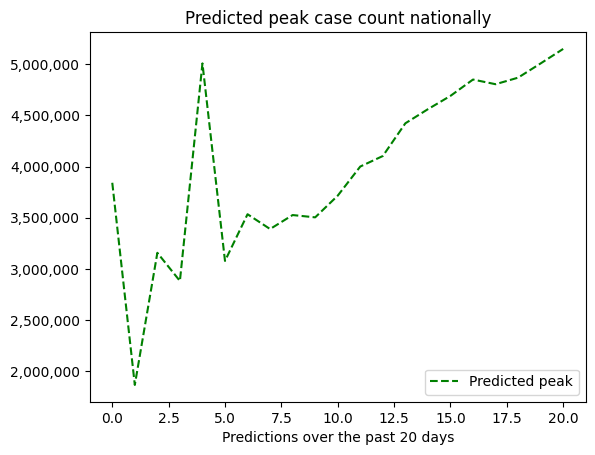 Predicted peak case count nationally
5,000,000
4,500,000
4,000,000
3,500,000
3,000,000
2,500,000
2,000,000
Predicted peak
0.0 2.5 5.0 7.5 10.0 12.5 15.0 17.5 20.0
Predictions over the past 20 days